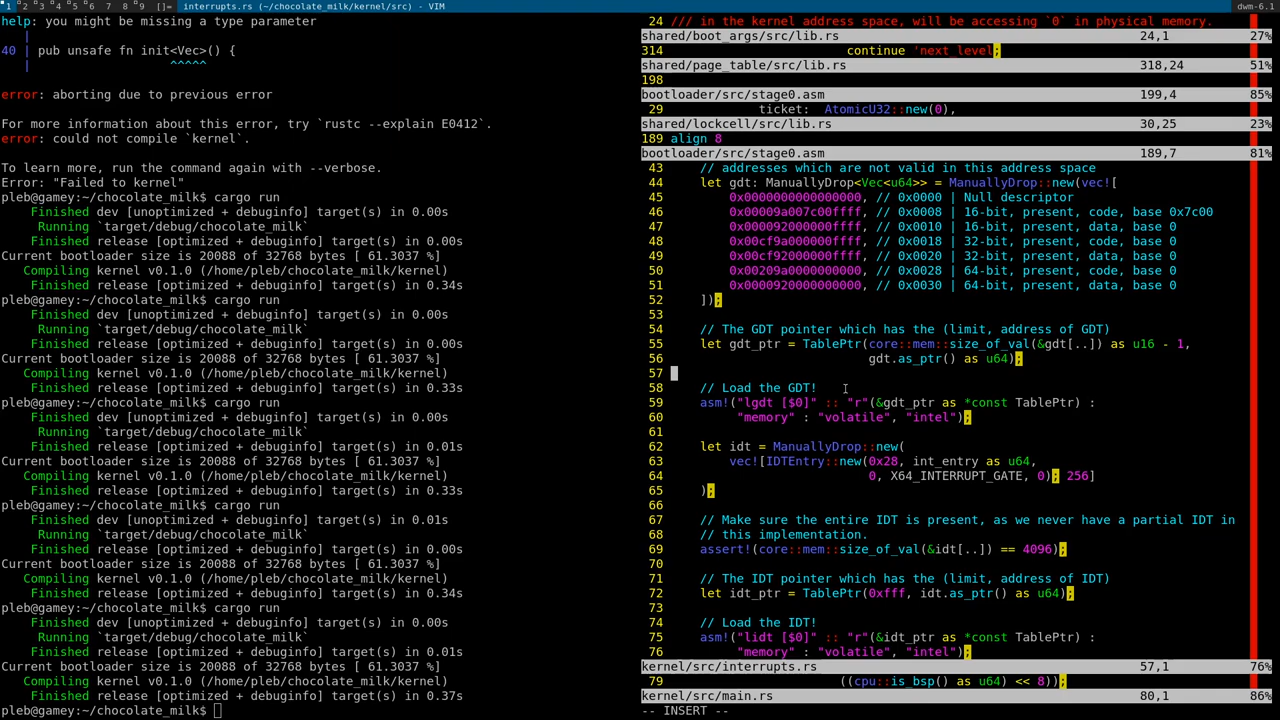 1 2 3 4 5 6 7 8 9 []= interrupts.rs (~/chocolate_milk/kernel/src) - VIM dwm-6.1
help: you might be missing a type parameter
   |
40 | pub unsafe fn init<Vec>() {
   |                   ^^^^^
error: aborting due to previous error
For more information about this error, try `rustc --explain E0412`.
error: could not compile `kernel`.
To learn more, run the command again with --verbose.
Error: "Failed to kernel"
pleb@gamey:~/chocolate_milk$ cargo run
    Finished dev [unoptimized + debuginfo] target(s) in 0.00s
     Running `target/debug/chocolate_milk`
    Finished release [optimized + debuginfo] target(s) in 0.00s
Current bootloader size is 20088 of 32768 bytes [ 61.3037 %]
   Compiling kernel v0.1.0 (/home/pleb/chocolate_milk/kernel)
    Finished release [optimized + debuginfo] target(s) in 0.34s
pleb@gamey:~/chocolate_milk$ cargo run
    Finished dev [unoptimized + debuginfo] target(s) in 0.00s
     Running `target/debug/chocolate_milk`
    Finished release [optimized + debuginfo] target(s) in 0.00s
Current bootloader size is 20088 of 32768 bytes [ 61.3037 %]
   Compiling kernel v0.1.0 (/home/pleb/chocolate_milk/kernel)
    Finished release [optimized + debuginfo] target(s) in 0.33s
pleb@gamey:~/chocolate_milk$ cargo run
    Finished dev [unoptimized + debuginfo] target(s) in 0.00s
     Running `target/debug/chocolate_milk`
    Finished release [optimized + debuginfo] target(s) in 0.01s
Current bootloader size is 20088 of 32768 bytes [ 61.3037 %]
   Compiling kernel v0.1.0 (/home/pleb/chocolate_milk/kernel)
    Finished release [optimized + debuginfo] target(s) in 0.33s
pleb@gamey:~/chocolate_milk$ cargo run
    Finished dev [unoptimized + debuginfo] target(s) in 0.01s
     Running `target/debug/chocolate_milk`
    Finished release [optimized + debuginfo] target(s) in 0.00s
Current bootloader size is 20088 of 32768 bytes [ 61.3037 %]
   Compiling kernel v0.1.0 (/home/pleb/chocolate_milk/kernel)
    Finished release [optimized + debuginfo] target(s) in 0.34s
pleb@gamey:~/chocolate_milk$ cargo run
    Finished dev [unoptimized + debuginfo] target(s) in 0.00s
     Running `target/debug/chocolate_milk`
    Finished release [optimized + debuginfo] target(s) in 0.01s
Current bootloader size is 20088 of 32768 bytes [ 61.3037 %]
   Compiling kernel v0.1.0 (/home/pleb/chocolate_milk/kernel)
    Finished release [optimized + debuginfo] target(s) in 0.37s
pleb@gamey:~/chocolate_milk$
24 /// in the kernel address space, will be accessing `0` in physical memory.
shared/boot_args/src/lib.rs 24,1 27%
314                         continue 'next_level;
shared/page_table/src/lib.rs 318,24 51%
198
bootloader/src/stage0.asm 199,4 85%
29             ticket:  AtomicU32::new(0),
shared/lockcell/src/lib.rs 30,25 23%
189 align 8
bootloader/src/stage0.asm 189,7 81%
43     // addresses which are not valid in this address space
44     let gdt: ManuallyDrop<Vec<u64>> = ManuallyDrop::new(vec![
45         0x0000000000000000, // 0x0000 | Null descriptor
46         0x00009a007c00ffff, // 0x0008 | 16-bit, present, code, base 0x7c00
47         0x000092000000ffff, // 0x0010 | 16-bit, present, data, base 0
48         0x00cf9a000000ffff, // 0x0018 | 32-bit, present, code, base 0
49         0x00cf92000000ffff, // 0x0020 | 32-bit, present, data, base 0
50         0x00209a0000000000, // 0x0028 | 64-bit, present, code, base 0
51         0x0000920000000000, // 0x0030 | 64-bit, present, data, base 0
52     ]);
53
54     // The GDT pointer which has the (limit, address of GDT)
55     let gdt_ptr = TablePtr(core::mem::size_of_val(&gdt[..]) as u16 - 1,
56                            gdt.as_ptr() as u64);
57
58     // Load the GDT!
59     asm!("lgdt [$0]" :: "r"(&gdt_ptr as *const TablePtr) :
60          "memory" : "volatile", "intel");
61
62     let idt = ManuallyDrop::new(
63         vec![IDTEntry::new(0x28, int_entry as u64,
64                            0, X64_INTERRUPT_GATE, 0); 256]
65     );
66
67     // Make sure the entire IDT is present, as we never have a partial IDT in
68     // this implementation.
69     assert!(core::mem::size_of_val(&idt[..]) == 4096);
70
71     // The IDT pointer which has the (limit, address of IDT)
72     let idt_ptr = TablePtr(0xfff, idt.as_ptr() as u64);
73
74     // Load the IDT!
75     asm!("lidt [$0]" :: "r"(&idt_ptr as *const TablePtr) :
76          "memory" : "volatile", "intel");
kernel/src/interrupts.rs 57,1 76%
79                        ((cpu::is_bsp() as u64) << 8));
kernel/src/main.rs 80,1 86%
-- INSERT --